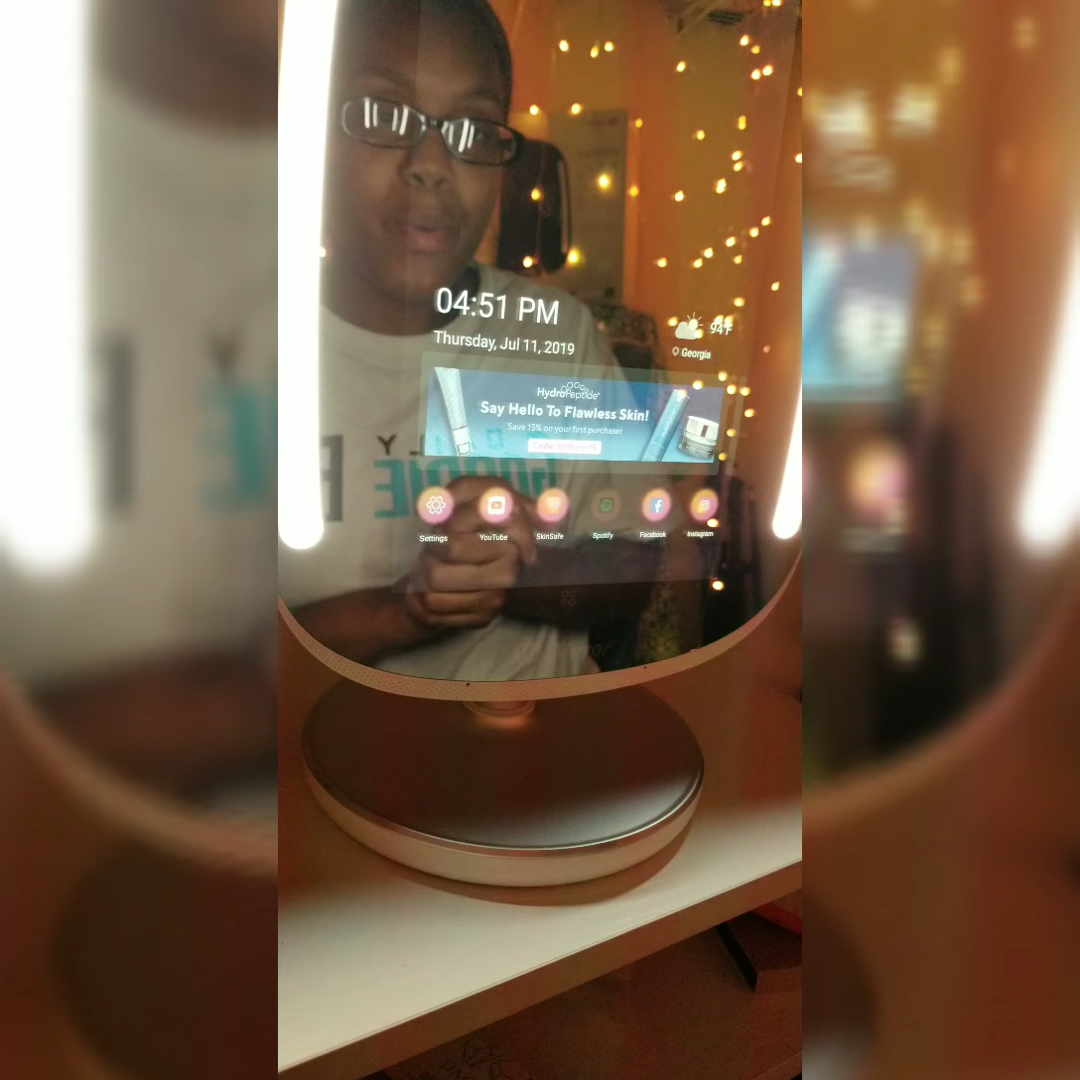 04:51 PM
Thursday, Jul 11, 2019
94°F
Georgia
HydroPeptide
Say Hello To Flawless Skin!
Save 15% on your first purchase!
Settings
YouTube
SkinSafe
Spotify
Facebook
Instagram